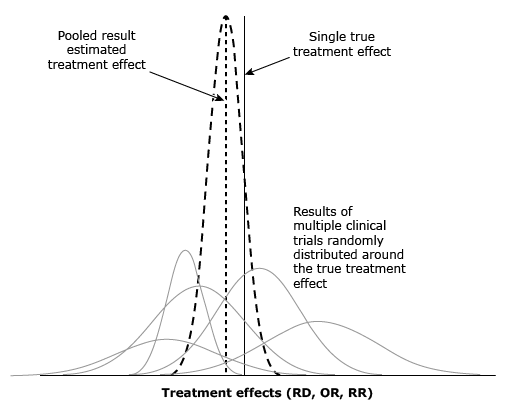 Pooled result
estimated
treatment effect
Single true
treatment effect
Results of
multiple clinical
trials randomly
distributed around
the true treatment
effect
Treatment effects (RD, OR, RR)